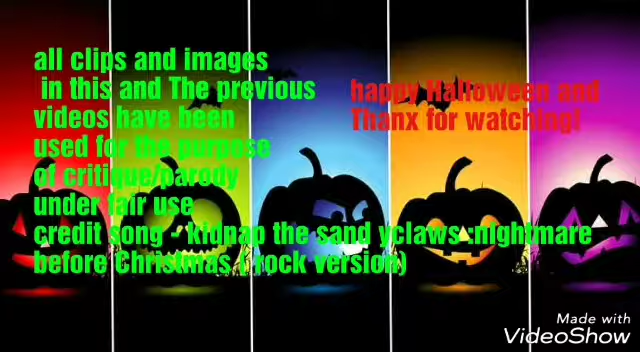 all clips and images
in this and The previous
videos have been
used for the purpose
of critique/parody
under fair use
credit song - kidnap the sand yclaws :nightmare
before Christmas ( rock version)
happy Halloween and
Thanx for watching!
Made with
VideoShow